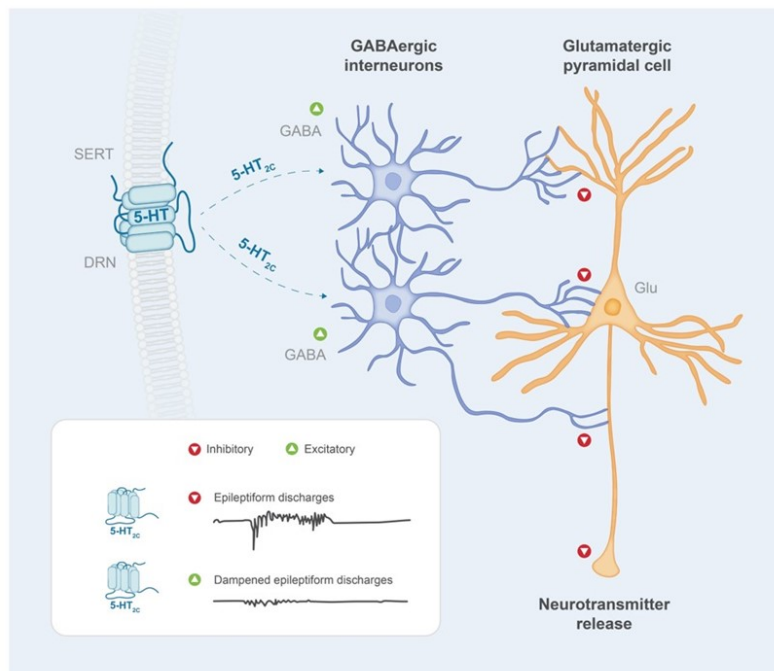 GABAergic
interneurons
Glutamatergic
pyramidal cell
GABA
SERT
5-HT2C
5-HT
DRN
5-HT2C
Glu
GABA
Inhibitory
Excitatory
Epileptiform discharges
5-HT2C
Dampened epileptiform discharges
5-HT2C
Neurotransmitter
release